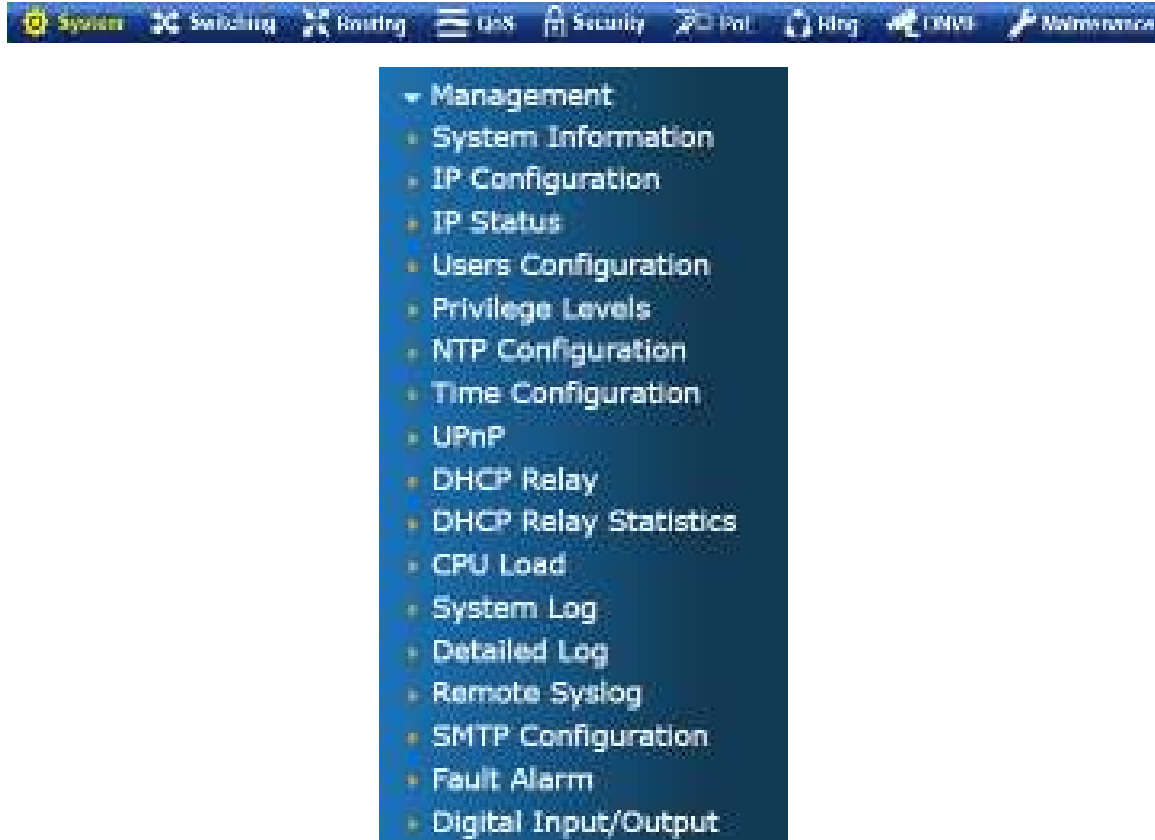 System Switching Routing QoS Security PoE Ring ONVIF Maintenance
Management
System Information
IP Configuration
IP Status
Users Configuration
Privilege Levels
NTP Configuration
Time Configuration
UPnP
DHCP Relay
DHCP Relay Statistics
CPU Load
System Log
Detailed Log
Remote Syslog
SMTP Configuration
Fault Alarm
Digital Input/Output